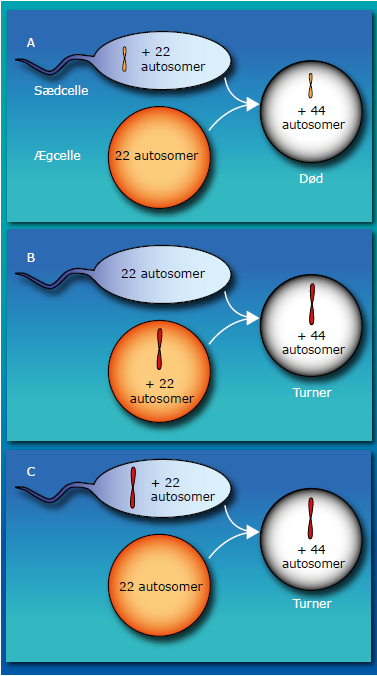 A
+ 22
autosomer
Sædcelle
Ægcelle
22 autosomer
+ 44
autosomer
Død
B
22 autosomer
+ 22
autosomer
+ 44
autosomer
Turner
C
+ 22
autosomer
22 autosomer
+ 44
autosomer
Turner